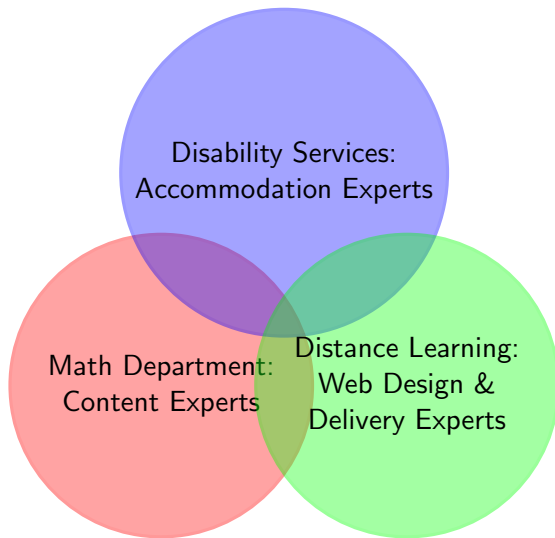 Disability Services:
Accommodation Experts
Math Department:
Content Experts
Distance Learning:
Web Design &
Delivery Experts